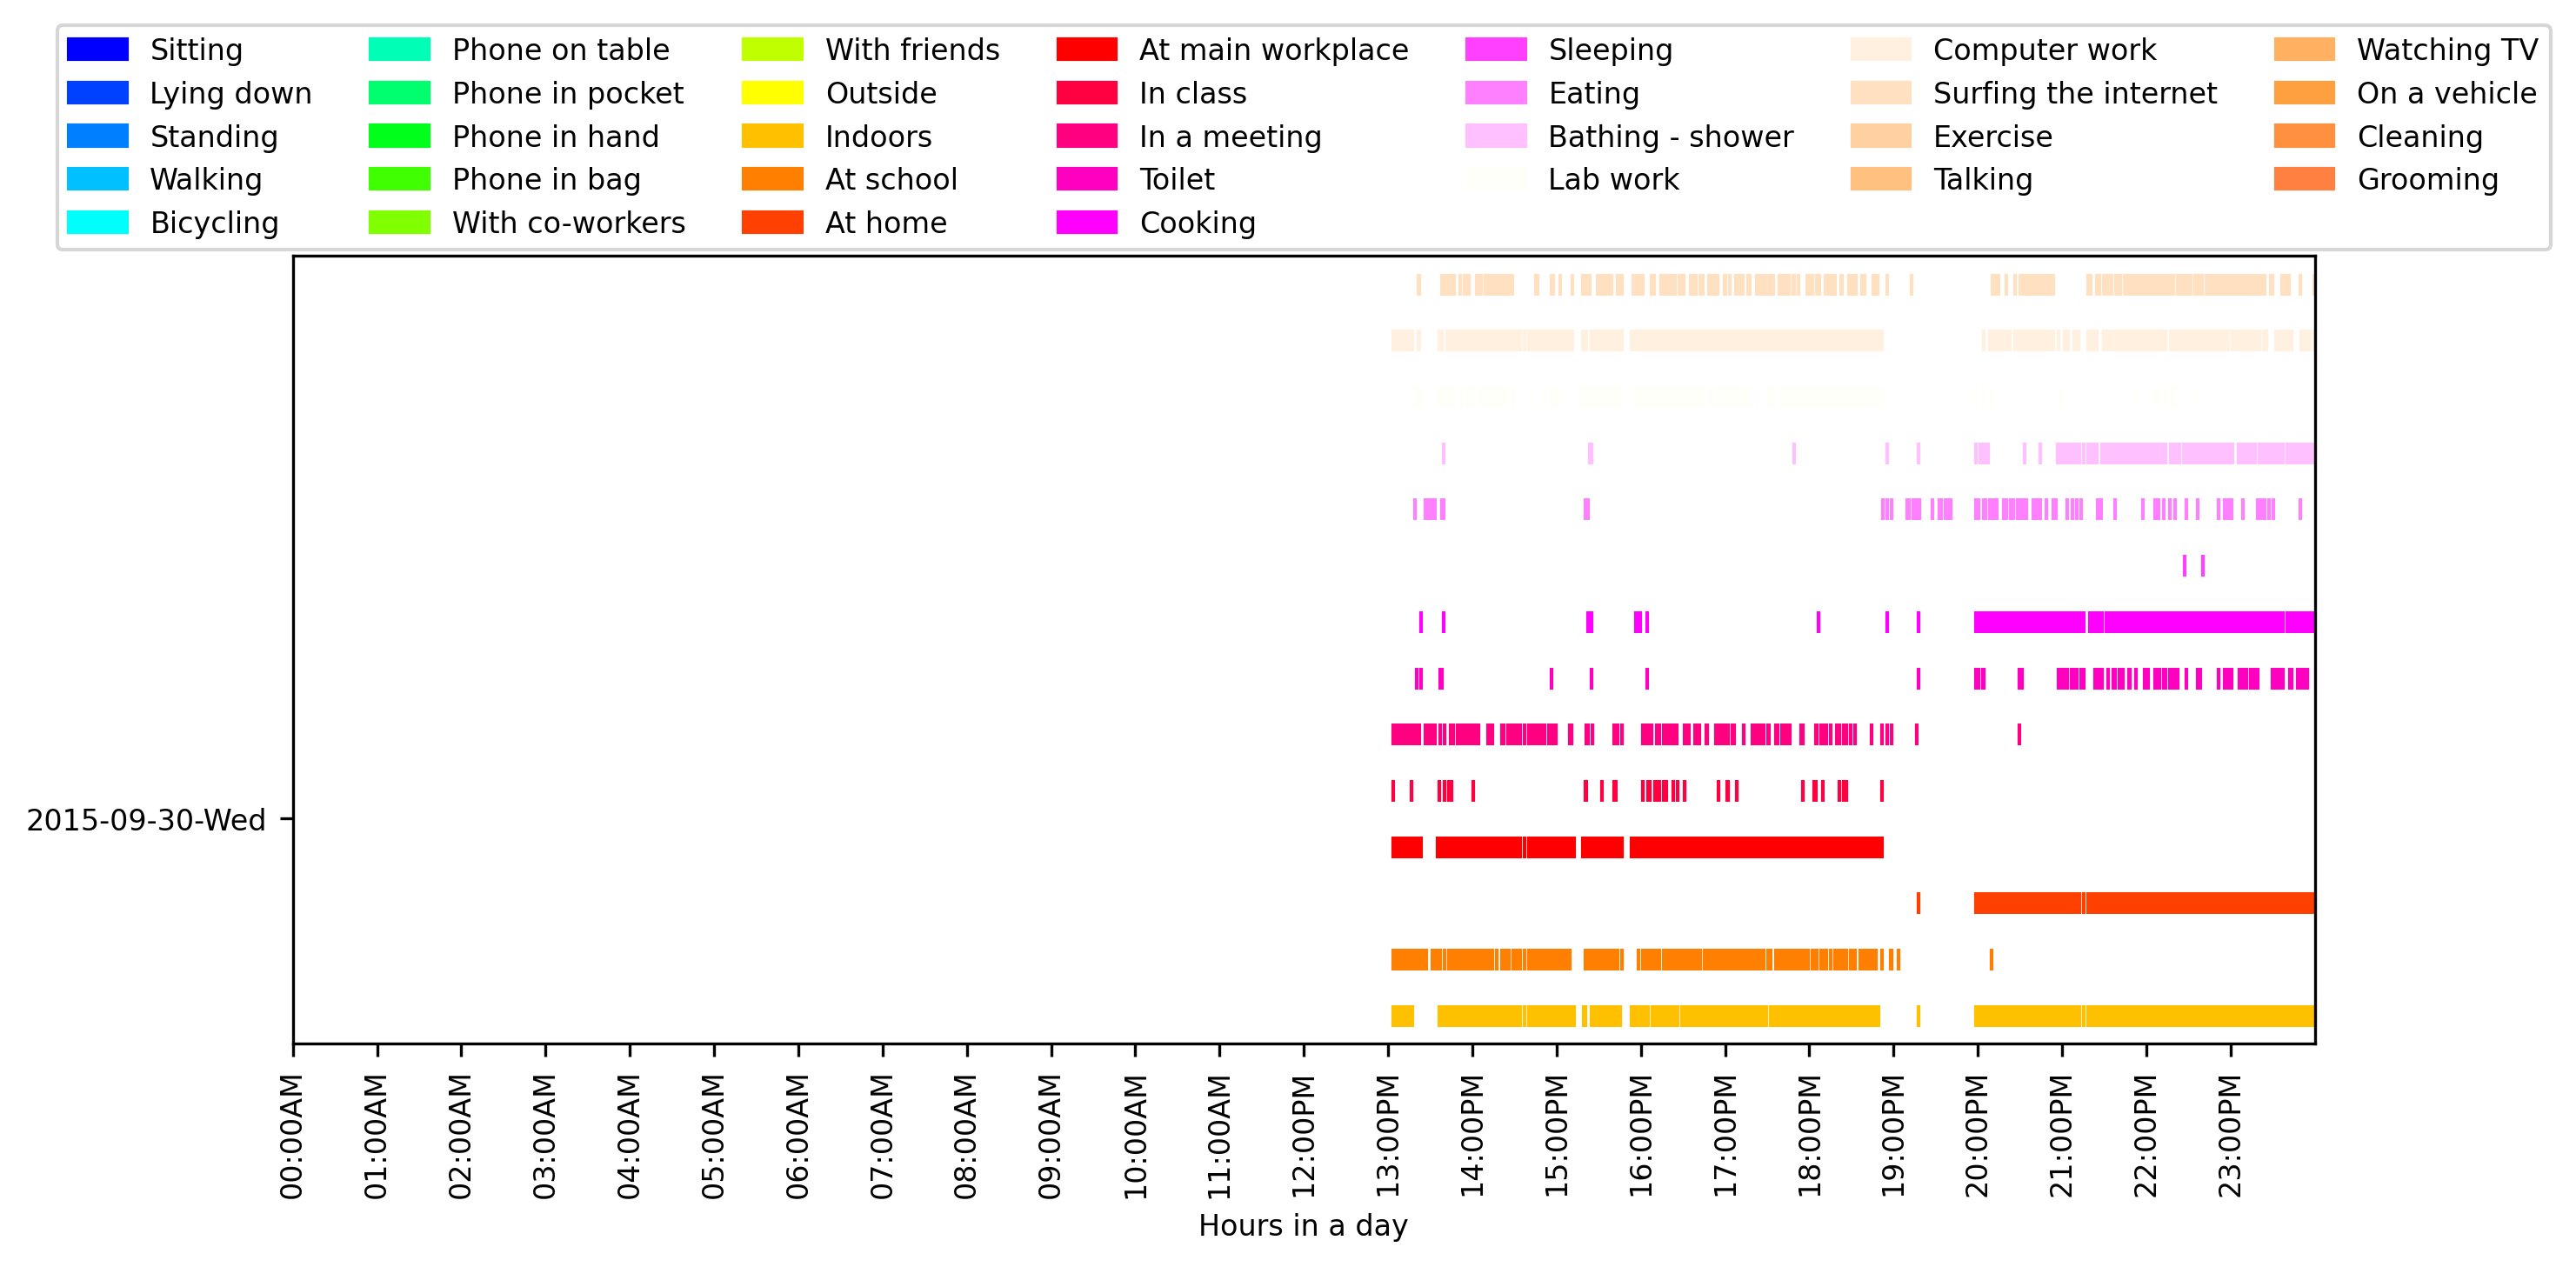 Sitting
Lying down
Standing
Walking
Bicycling
Phone on table
Phone in pocket
Phone in hand
Phone in bag
With co-workers
With friends
Outside
Indoors
At school
At home
At main workplace
In class
In a meeting
Toilet
Cooking
Sleeping
Eating
Bathing - shower
Lab work
Computer work
Surfing the internet
Exercise
Talking
Watching TV
On a vehicle
Cleaning
Grooming
2015-09-30-Wed
00:00AM
01:00AM
02:00AM
03:00AM
04:00AM
05:00AM
06:00AM
07:00AM
08:00AM
09:00AM
10:00AM
11:00AM
12:00PM
13:00PM
14:00PM
15:00PM
16:00PM
17:00PM
18:00PM
19:00PM
20:00PM
21:00PM
22:00PM
23:00PM
Hours in a day